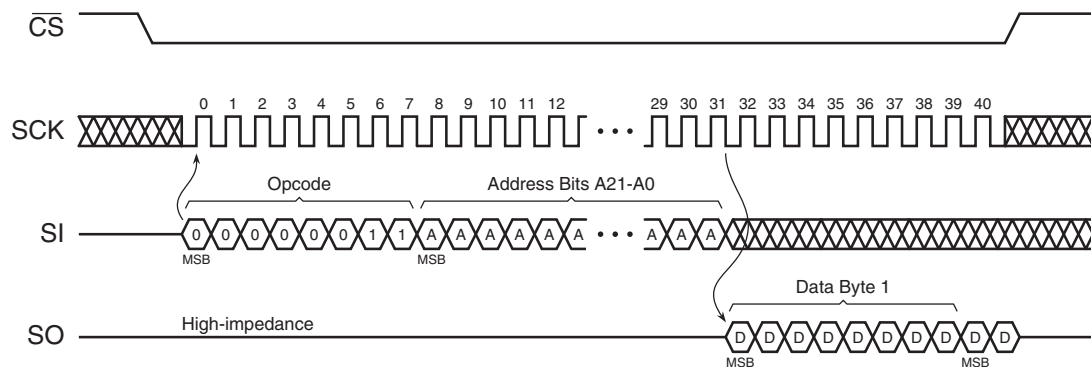 CS
SCK
0 1 2 3 4 5 6 7 8 9 10 11 12 29 30 31 32 33 34 35 36 37 38 39 40
Opcode Address Bits A21-A0
SI
0 0 0 0 0 0 1 1 A A A A A A A A A
MSB MSB
Data Byte 1
SO
High-impedance
D D D D D D D D D D
MSB MSB